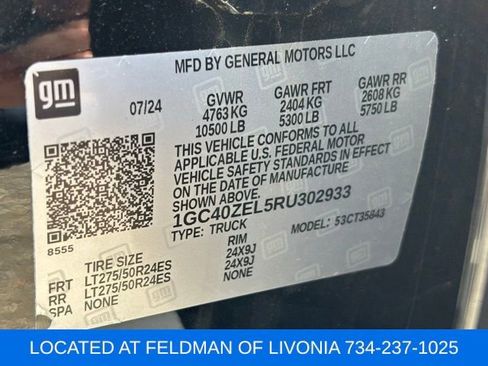 MFD BY GENERAL MOTORS LLC
gm
07/24 GVWR GAWR FRT GAWR RR
4763 KG 2404 KG 2608 KG
10500 LB 5300 LB 5750 LB
THIS VEHICLE CONFORMS TO ALL
APPLICABLE U.S. FEDERAL MOTOR
VEHICLE SAFETY STANDARDS IN EFFECT
ON THE DATE OF MANUFACTURE
1GC40ZEL5RU302933
8555 TYPE: TRUCK MODEL: 53CT35843
TIRE SIZE RIM
FRT LT275/50R24ES 24X9J
RR LT275/50R24ES 24X9J
SPA NONE NONE
LOCATED AT FELDMAN OF LIVONIA 734-237-1025